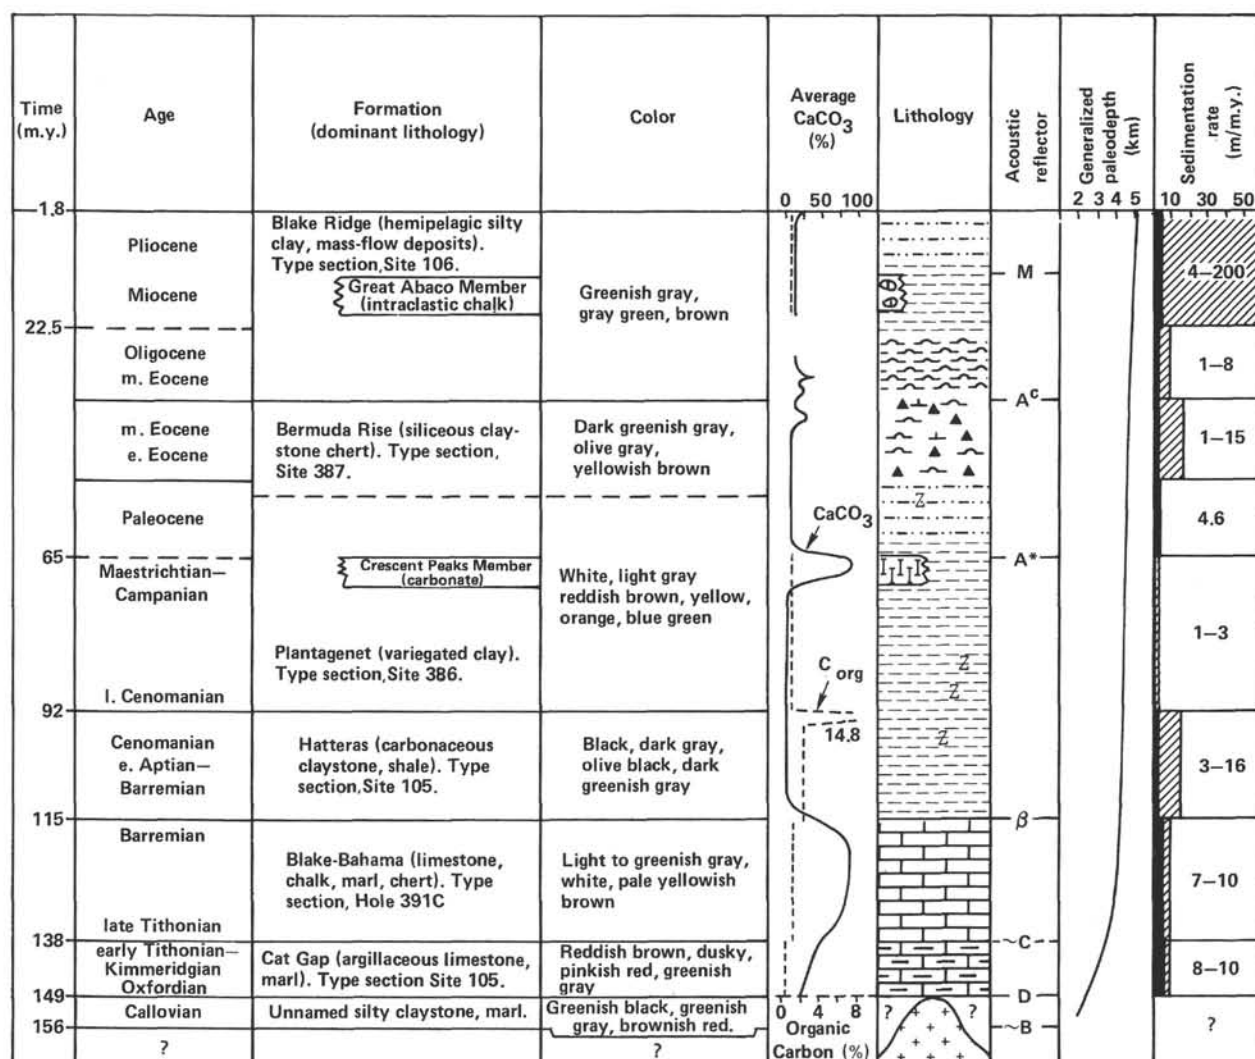 Time
(m.y.)
Age
Formation
(dominant lithology)
Color
Average
CaCO3
(%)
0 50 100
Lithology
Acoustic
reflector
Generalized
paleodepth
(km)
2 3 4 5
Sedimentation
rate
(m/m.y.)
10 30 50
1.8
Pliocene
Miocene
Blake Ridge (hemipelagic silty
clay, mass-flow deposits).
Type section, Site 106.
Great Abaco Member
(intraclastic chalk)
Greenish gray,
gray green, brown
M
4–200
22.5
Oligocene
m. Eocene
1–8
Ac
m. Eocene
e. Eocene
Bermuda Rise (siliceous clay-
stone chert). Type section,
Site 387.
Dark greenish gray,
olive gray,
yellowish brown
1–15
Paleocene
CaCO3
Z
4.6
65
A*
Maestrichtian–
Campanian
Crescent Peaks Member
(carbonate)
White, light gray
reddish brown, yellow,
orange, blue green
Plantagenet (variegated clay).
Type section, Site 386.
C org
Z
Z
1–3
l. Cenomanian
92
14.8
Cenomanian
e. Aptian–
Barremian
Hatteras (carbonaceous
claystone, shale). Type
section, Site 105.
Black, dark gray,
olive black, dark
greenish gray
Z
3–16
115
β
Barremian
Blake-Bahama (limestone,
chalk, marl, chert). Type
section, Hole 391C
Light to greenish gray,
white, pale yellowish
brown
7–10
late Tithonian
138
~C
early Tithonian–
Kimmeridgian
Oxfordian
Cat Gap (argillaceous limestone,
marl). Type section Site 105.
Reddish brown, dusky,
pinkish red, greenish
gray
8–10
149
D
Callovian
Unnamed silty claystone, marl.
Greenish black, greenish
gray, brownish red.
0 4 8
Organic
Carbon (%)
? ?
~B
?
156
?
?